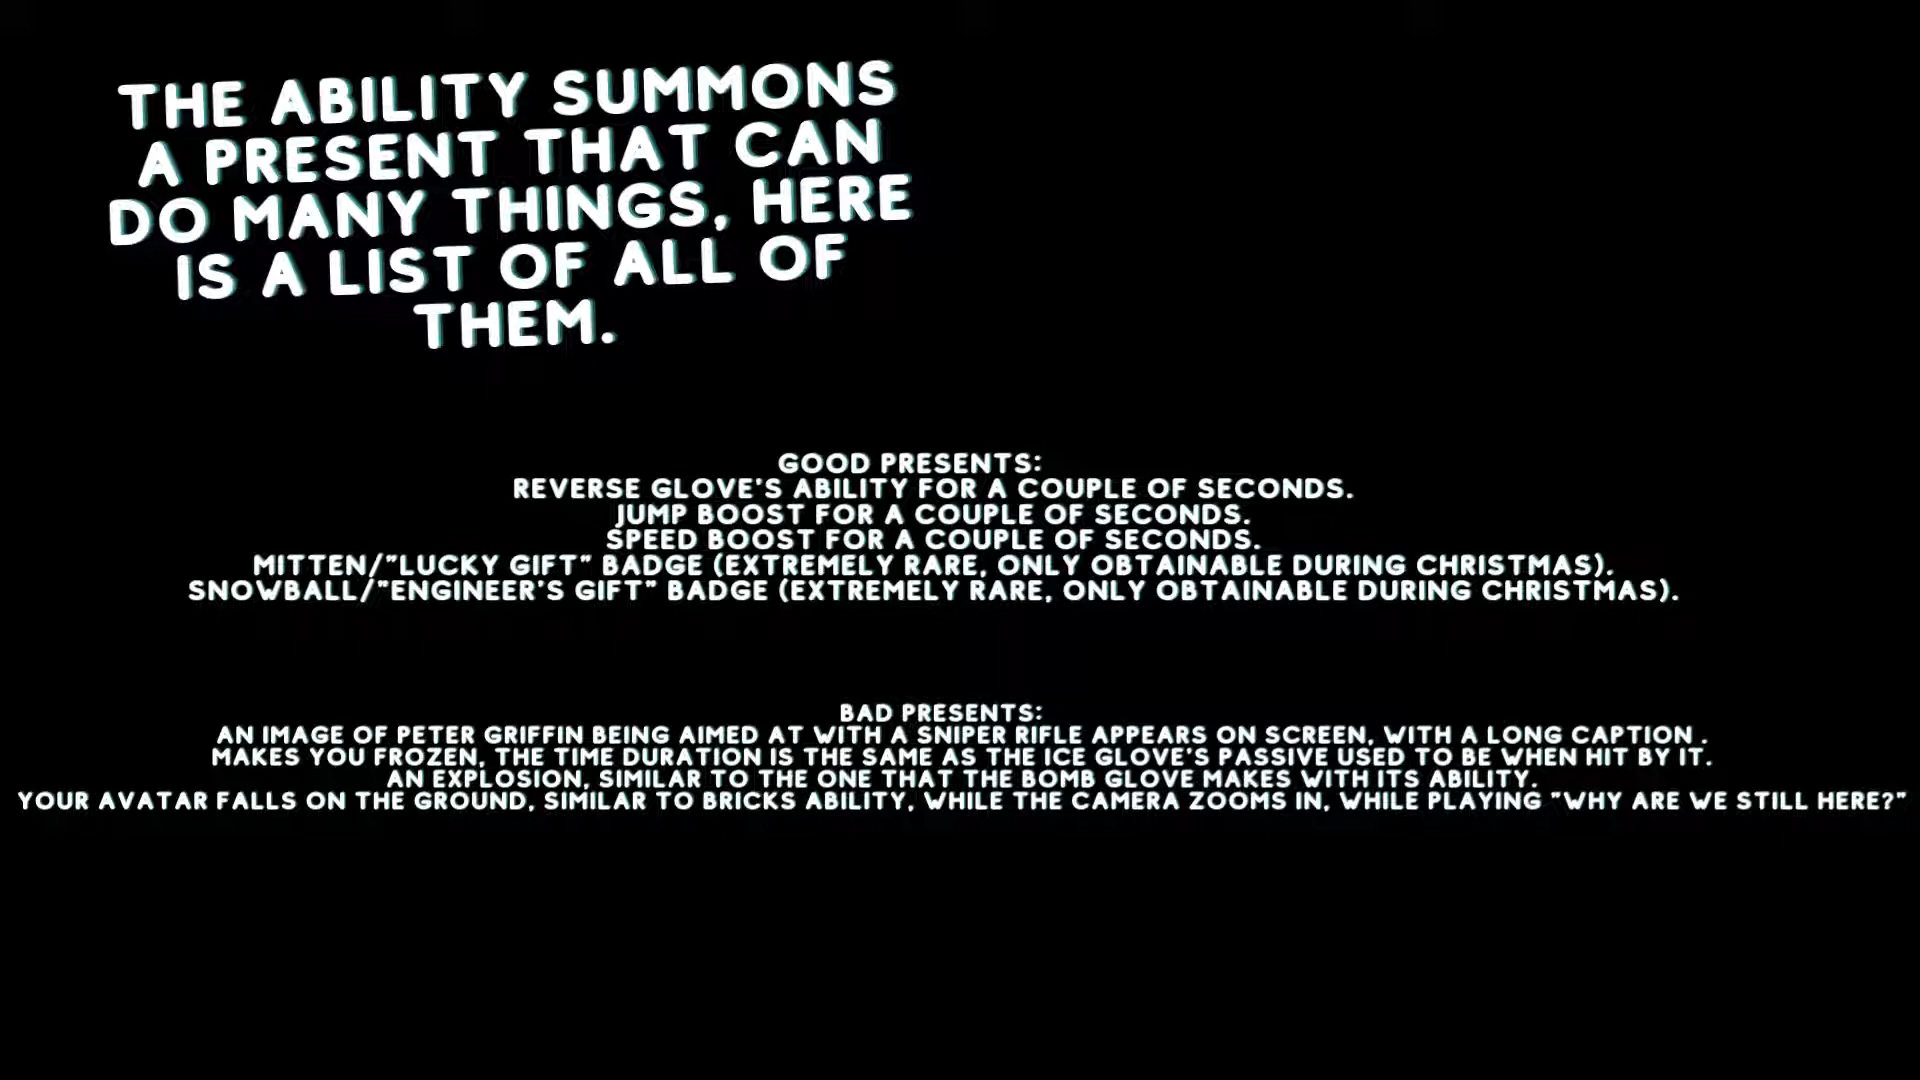 THE ABILITY SUMMONS
A PRESENT THAT CAN
DO MANY THINGS, HERE
IS A LIST OF ALL OF
THEM.
GOOD PRESENTS:
REVERSE GLOVE'S ABILITY FOR A COUPLE OF SECONDS.
JUMP BOOST FOR A COUPLE OF SECONDS.
SPEED BOOST FOR A COUPLE OF SECONDS.
MITTEN/"LUCKY GIFT" BADGE (EXTREMELY RARE, ONLY OBTAINABLE DURING CHRISTMAS).
SNOWBALL/"ENGINEER'S GIFT" BADGE (EXTREMELY RARE, ONLY OBTAINABLE DURING CHRISTMAS).
BAD PRESENTS:
AN IMAGE OF PETER GRIFFIN BEING AIMED AT WITH A SNIPER RIFLE APPEARS ON SCREEN, WITH A LONG CAPTION .
MAKES YOU FROZEN, THE TIME DURATION IS THE SAME AS THE ICE GLOVE'S PASSIVE USED TO BE WHEN HIT BY IT.
AN EXPLOSION, SIMILAR TO THE ONE THAT THE BOMB GLOVE MAKES WITH ITS ABILITY.
YOUR AVATAR FALLS ON THE GROUND, SIMILAR TO BRICKS ABILITY, WHILE THE CAMERA ZOOMS IN, WHILE PLAYING "WHY ARE WE STILL HERE?"